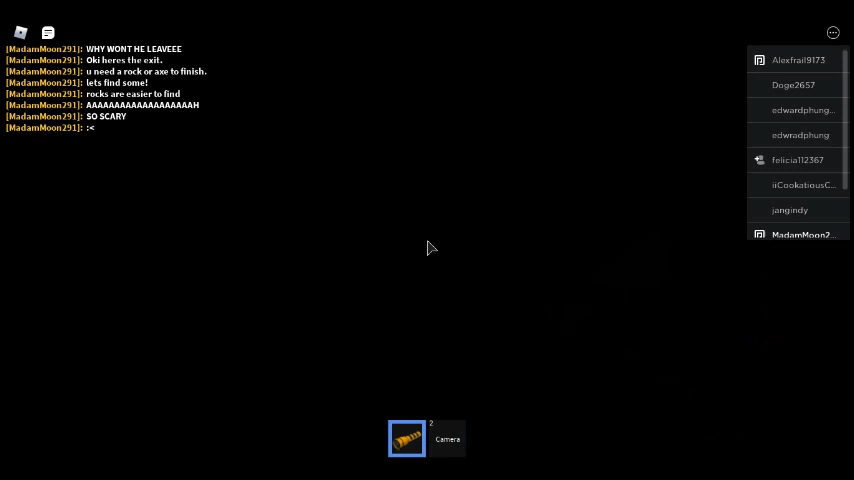 [MadamMoon291]: WHY WONT HE LEAVEEE
[MadamMoon291]: Oki heres the exit.
[MadamMoon291]: u need a rock or axe to finish.
[MadamMoon291]: lets find some!
[MadamMoon291]: rocks are easier to find
[MadamMoon291]: AAAAAAAAAAAAAAAAAAH
[MadamMoon291]: SO SCARY
[MadamMoon291]: :<
Alexfrail9173
Doge2657
edwardphung...
edwradphung
felicia112367
iiCookatiousC...
jangindy
MadamMoon2...
2
Camera